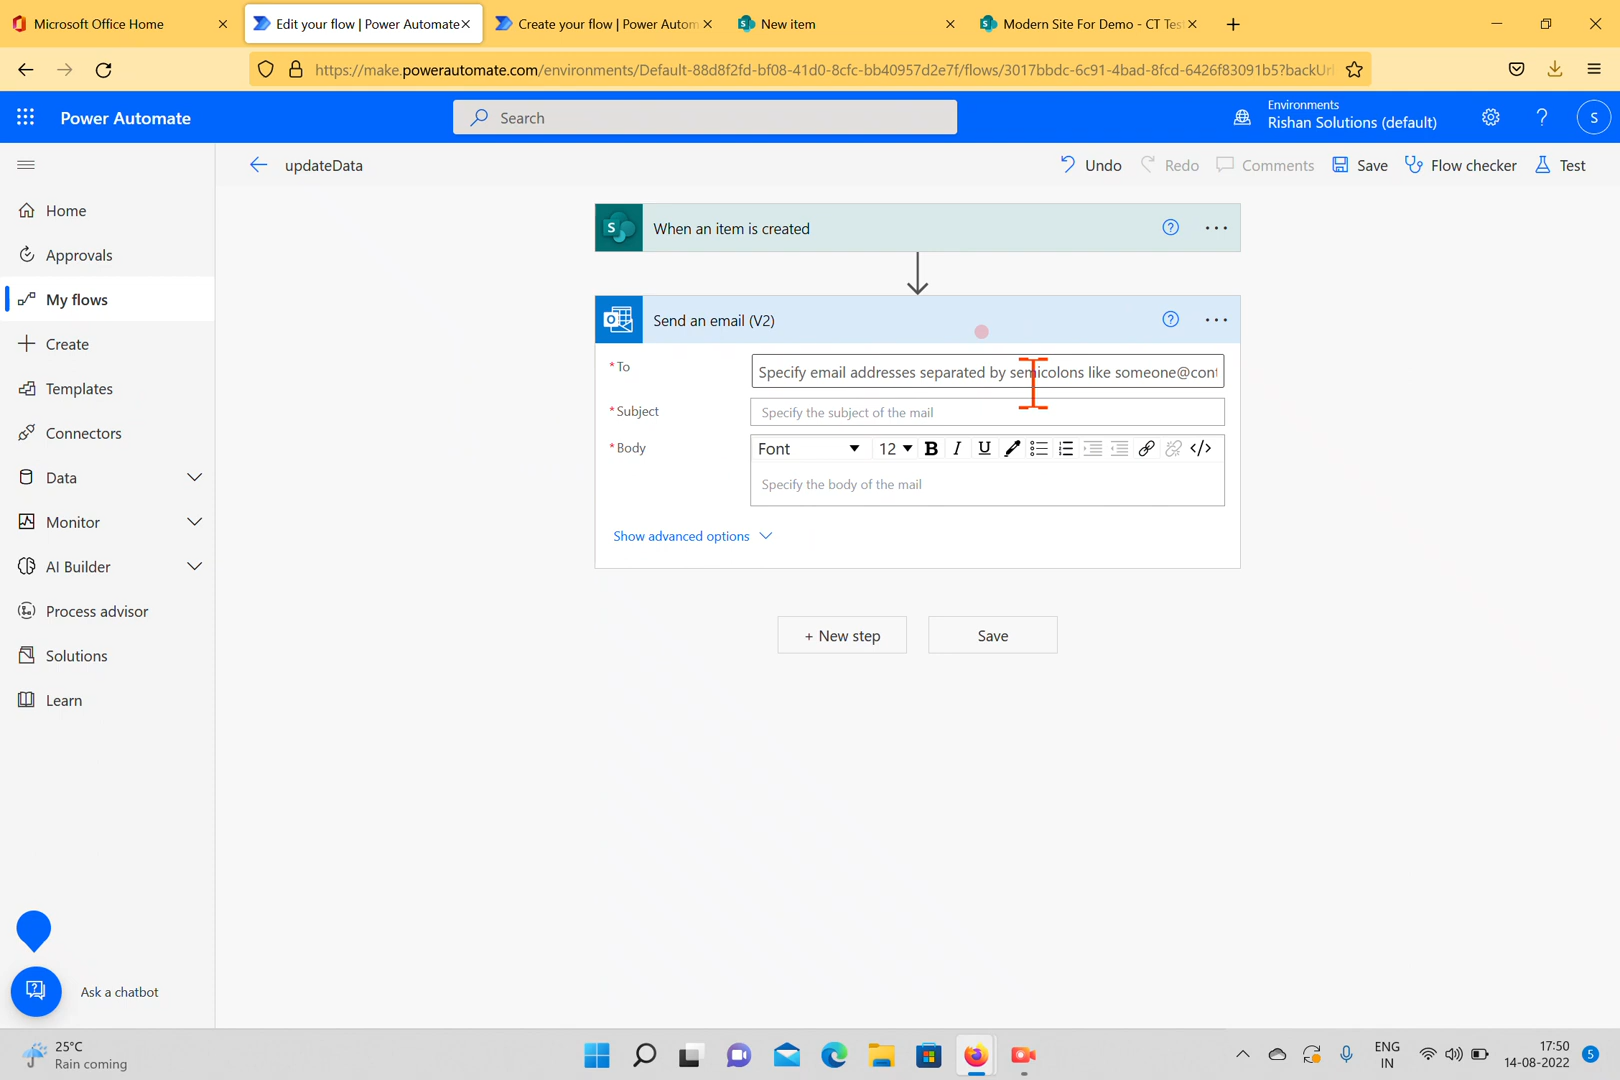 Microsoft Office Home
Edit your flow | Power Automate
Create your flow | Power Autom
New item
Modern Site For Demo - CT Tes
https://make.powerautomate.com/environments/Default-88d8f2fd-bf08-41d0-8cfc-bb40957d2e7f/flows/3017bbdc-6c91-4bad-8fcd-6426f83091b5?backUrl
Power Automate
Search
Environments
Rishan Solutions (default)
S
updateData
Undo
Redo
Comments
Save
Flow checker
Test
Home
Approvals
My flows
Create
Templates
Connectors
Data
Monitor
AI Builder
Process advisor
Solutions
Learn
Ask a chatbot
When an item is created
Send an email (V2)
* To
Specify email addresses separated by semicolons like someone@cont
* Subject
Specify the subject of the mail
* Body
Font
12
Specify the body of the mail
Show advanced options
+ New step
Save
25°C
Rain coming
ENG
IN
17:50
14-08-2022
5